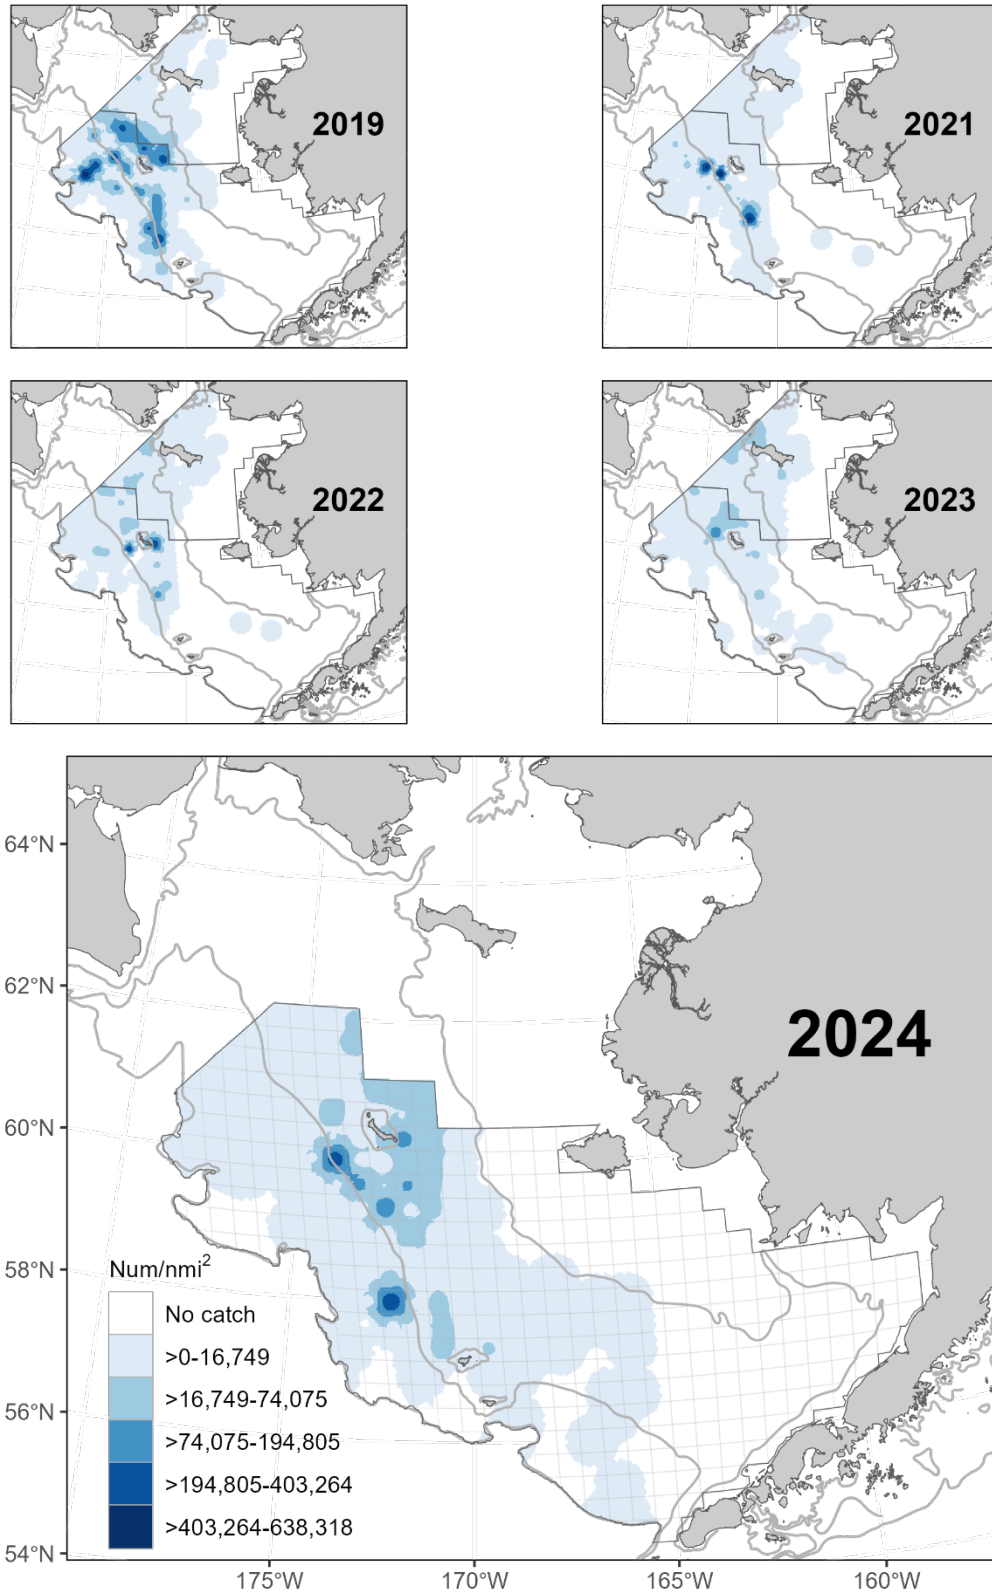 2019
2021
2022
2023
2024
64°N
62°N
60°N
58°N
56°N
54°N
Num/nmi²
No catch
>0-16,749
>16,749-74,075
>74,075-194,805
>194,805-403,264
>403,264-638,318
175°W
170°W
165°W
160°W